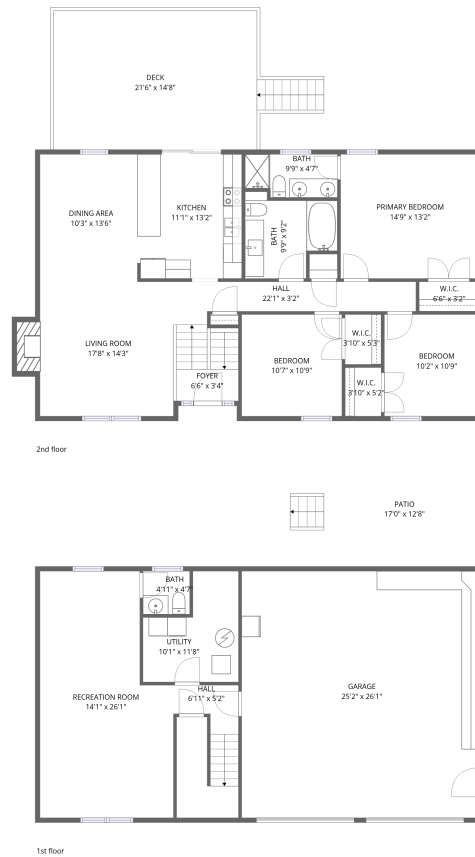 DECK
21'6" x 14'8"
BATH
9'9" x 4'7"
DINING AREA
10'3" x 13'6"
KITCHEN
11'1" x 13'2"
BATH
9'9" x 9'2"
PRIMARY BEDROOM
14'9" x 13'2"
HALL
22'1" x 3'2"
W.I.C.
6'6" x 3'2"
LIVING ROOM
17'8" x 14'3"
FOYER
6'6" x 3'4"
BEDROOM
10'7" x 10'9"
W.I.C.
3'10" x 5'3"
W.I.C.
3'10" x 5'2"
BEDROOM
10'2" x 10'9"
2nd floor
PATIO
17'0" x 12'8"
BATH
4'11" x 4'7"
UTILITY
10'1" x 11'8"
RECREATION ROOM
14'1" x 26'1"
HALL
6'11" x 5'2"
GARAGE
25'2" x 26'1"
1st floor